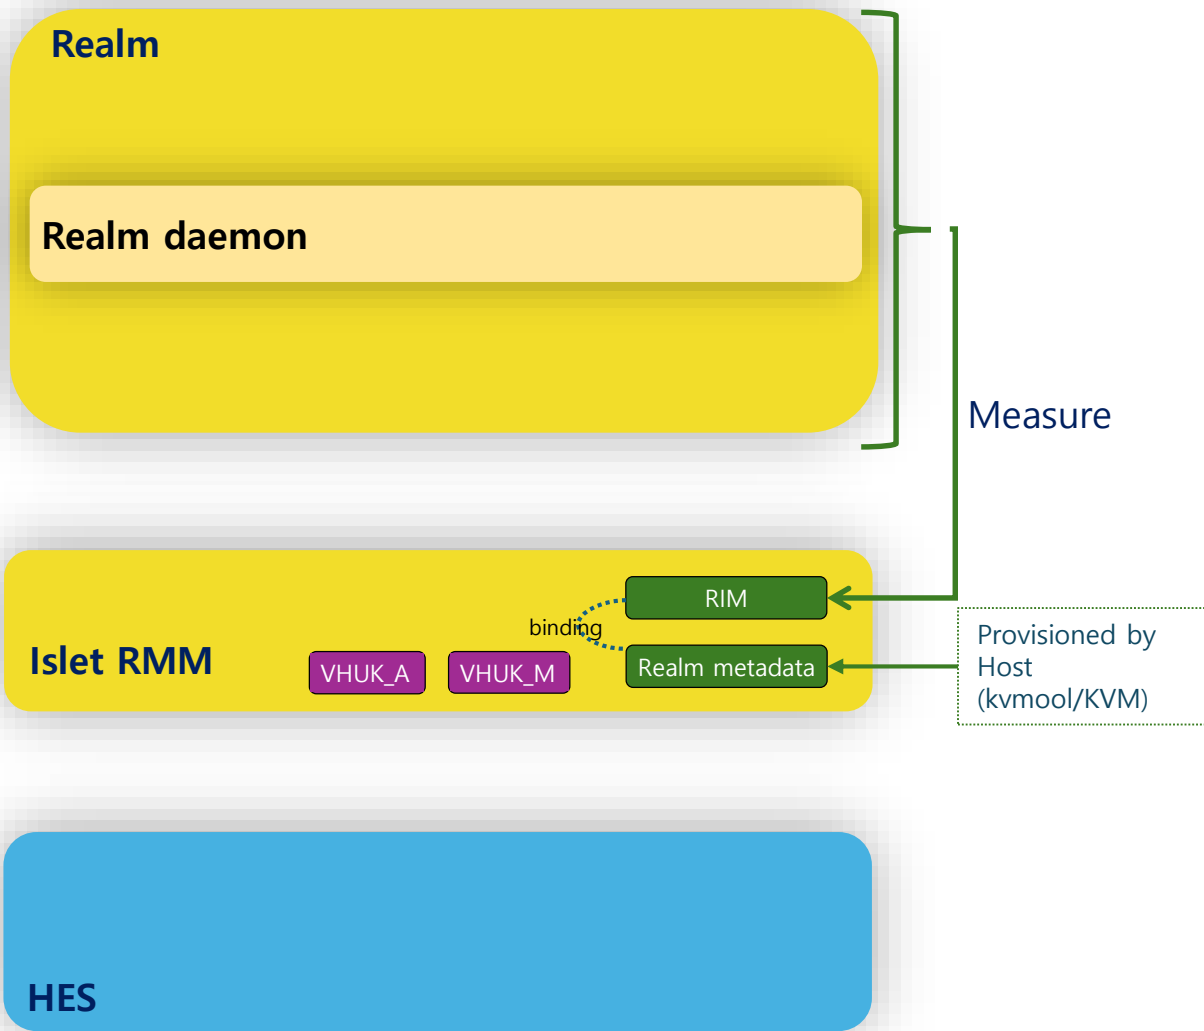 Realm
Realm daemon
Measure
RIM
binding
Islet RMM
VHUK_A
VHUK_M
Realm metadata
Provisioned by
Host
(kvmool/KVM)
HES